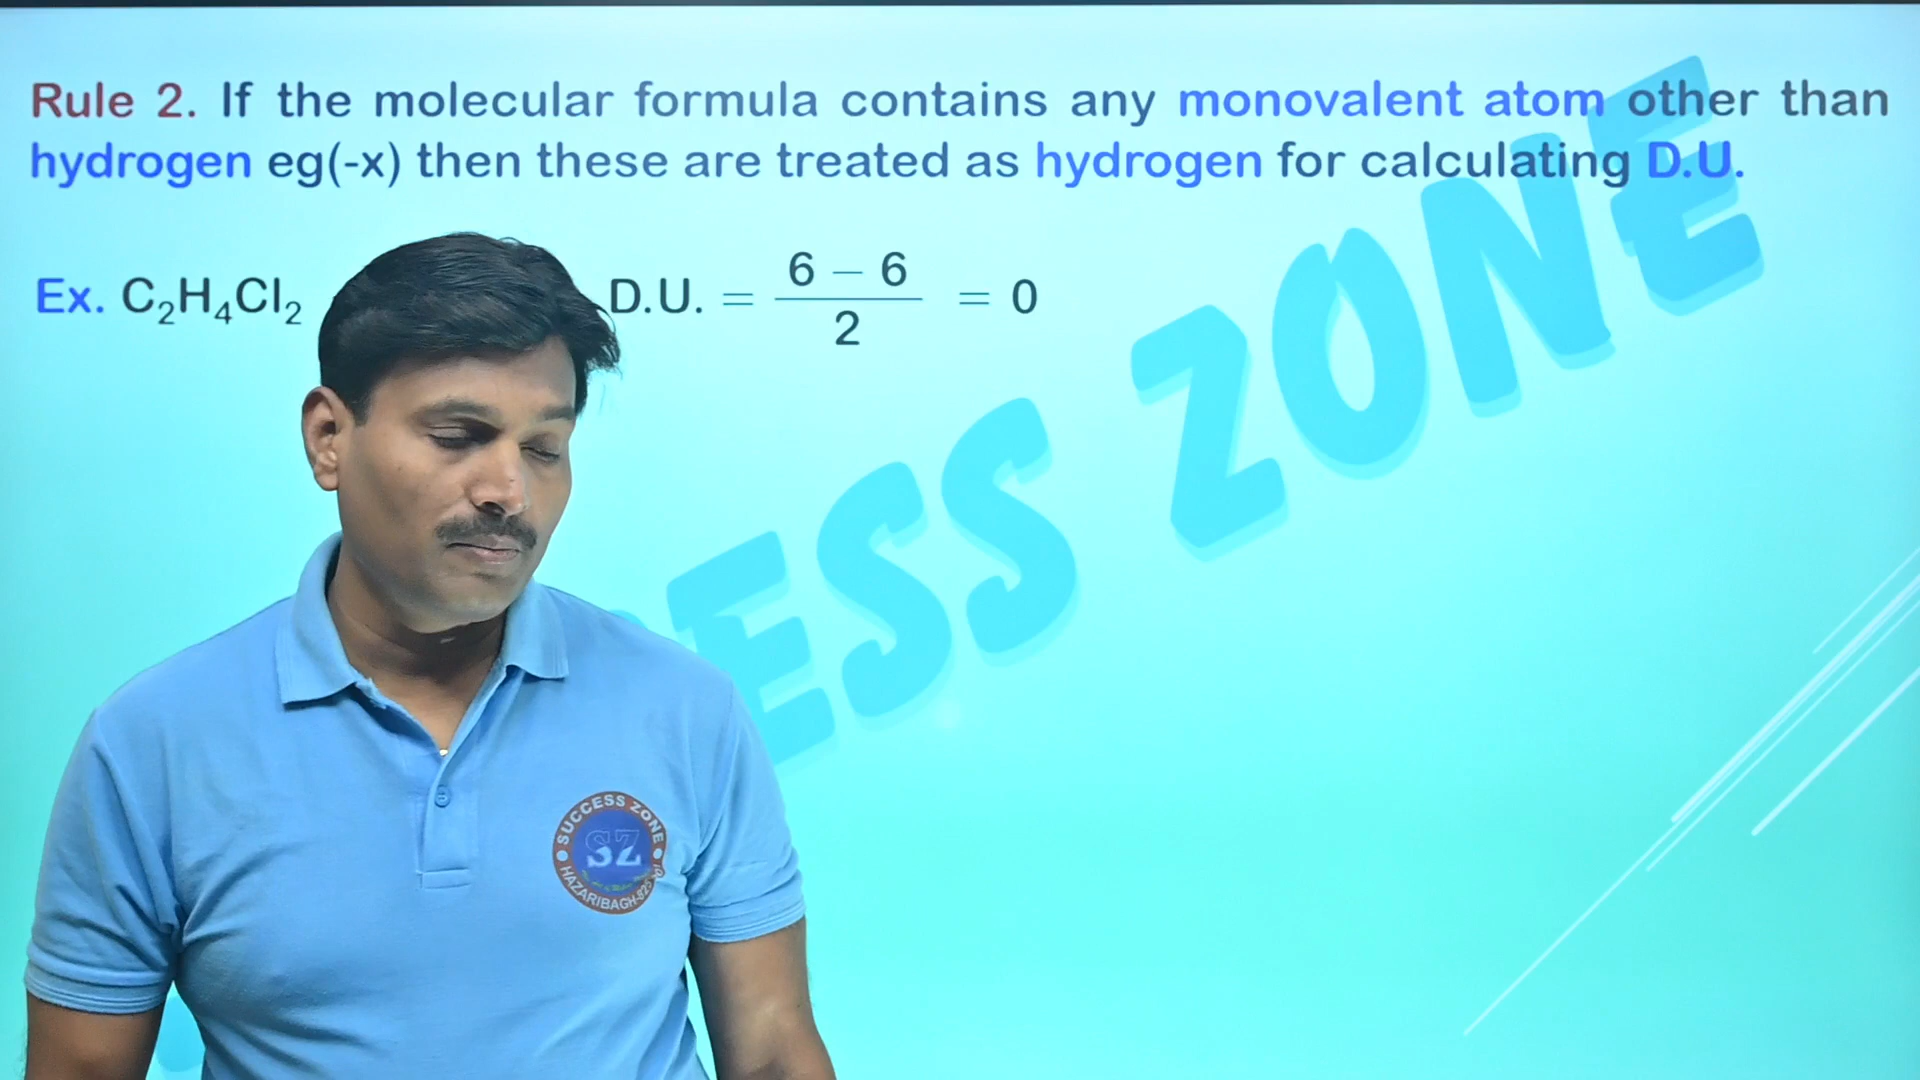 Rule 2. If the molecular formula contains any monovalent atom other than
hydrogen eg(-x) then these are treated as hydrogen for calculating D.U.
Ex. C₂H₄Cl₂ D.U. = (6 – 6)/2 = 0
ESS ZONE
SUCCESS ZONE
SZ
HAZARIBAGH